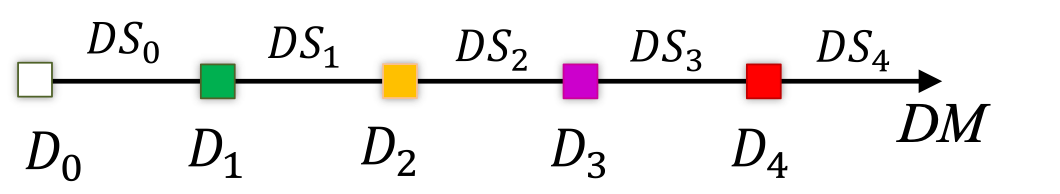 DS₀ DS₁ DS₂ DS₃ DS₄
DM
D₀ D₁ D₂ D₃ D₄